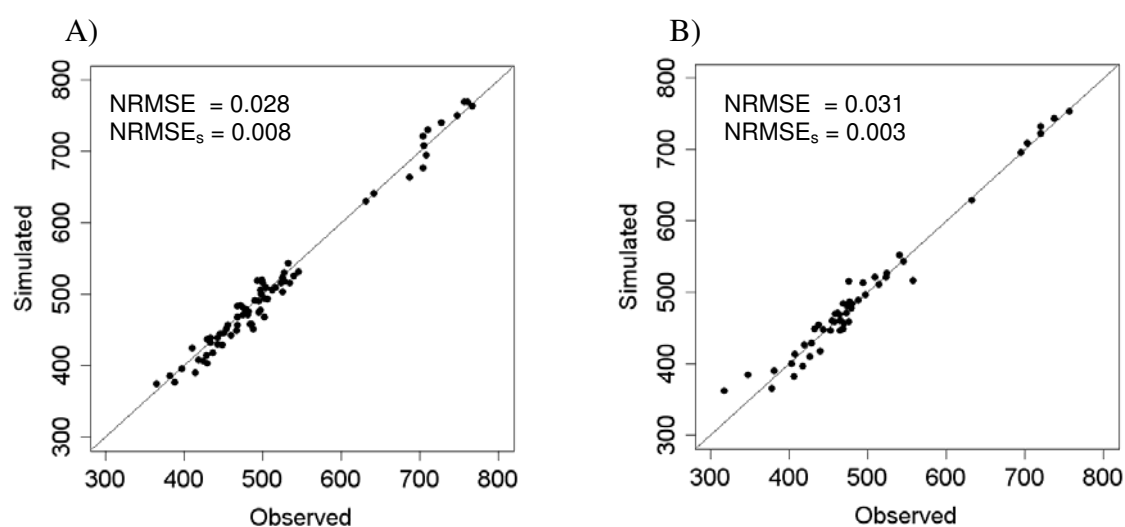 A)
NRMSE = 0.028
NRMSEs = 0.008
800
700
600
500
400
300
Simulated
300 400 500 600 700 800
Observed
B)
NRMSE = 0.031
NRMSEs = 0.003
800
700
600
500
400
300
Simulated
300 400 500 600 700 800
Observed